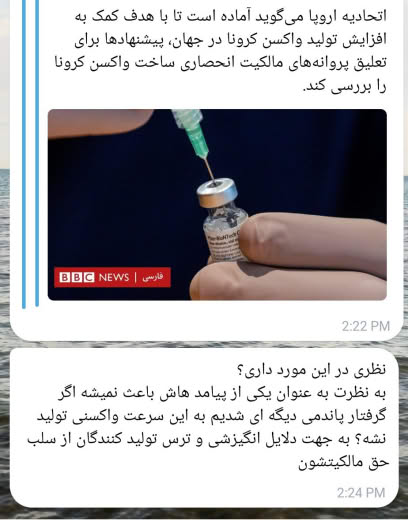 اتحادیه اروپا می‌گوید آماده است تا با هدف کمک به
افزایش تولید واکسن کرونا در جهان، پیشنهادها برای
تعلیق پروانه‌های مالکیت انحصاری ساخت واکسن کرونا
را بررسی کند.
BBC NEWS | فارسی
2:22 PM
نظری در این مورد داری؟
به نظرت به عنوان یکی از پیامد هاش باعث نمیشه اگر
گرفتار پاندمی دیگه ای شدیم به این سرعت واکسنی تولید
نشه؟ به جهت دلایل انگیزشی و ترس تولید کنندگان از سلب
حق مالکیتشون
2:24 PM